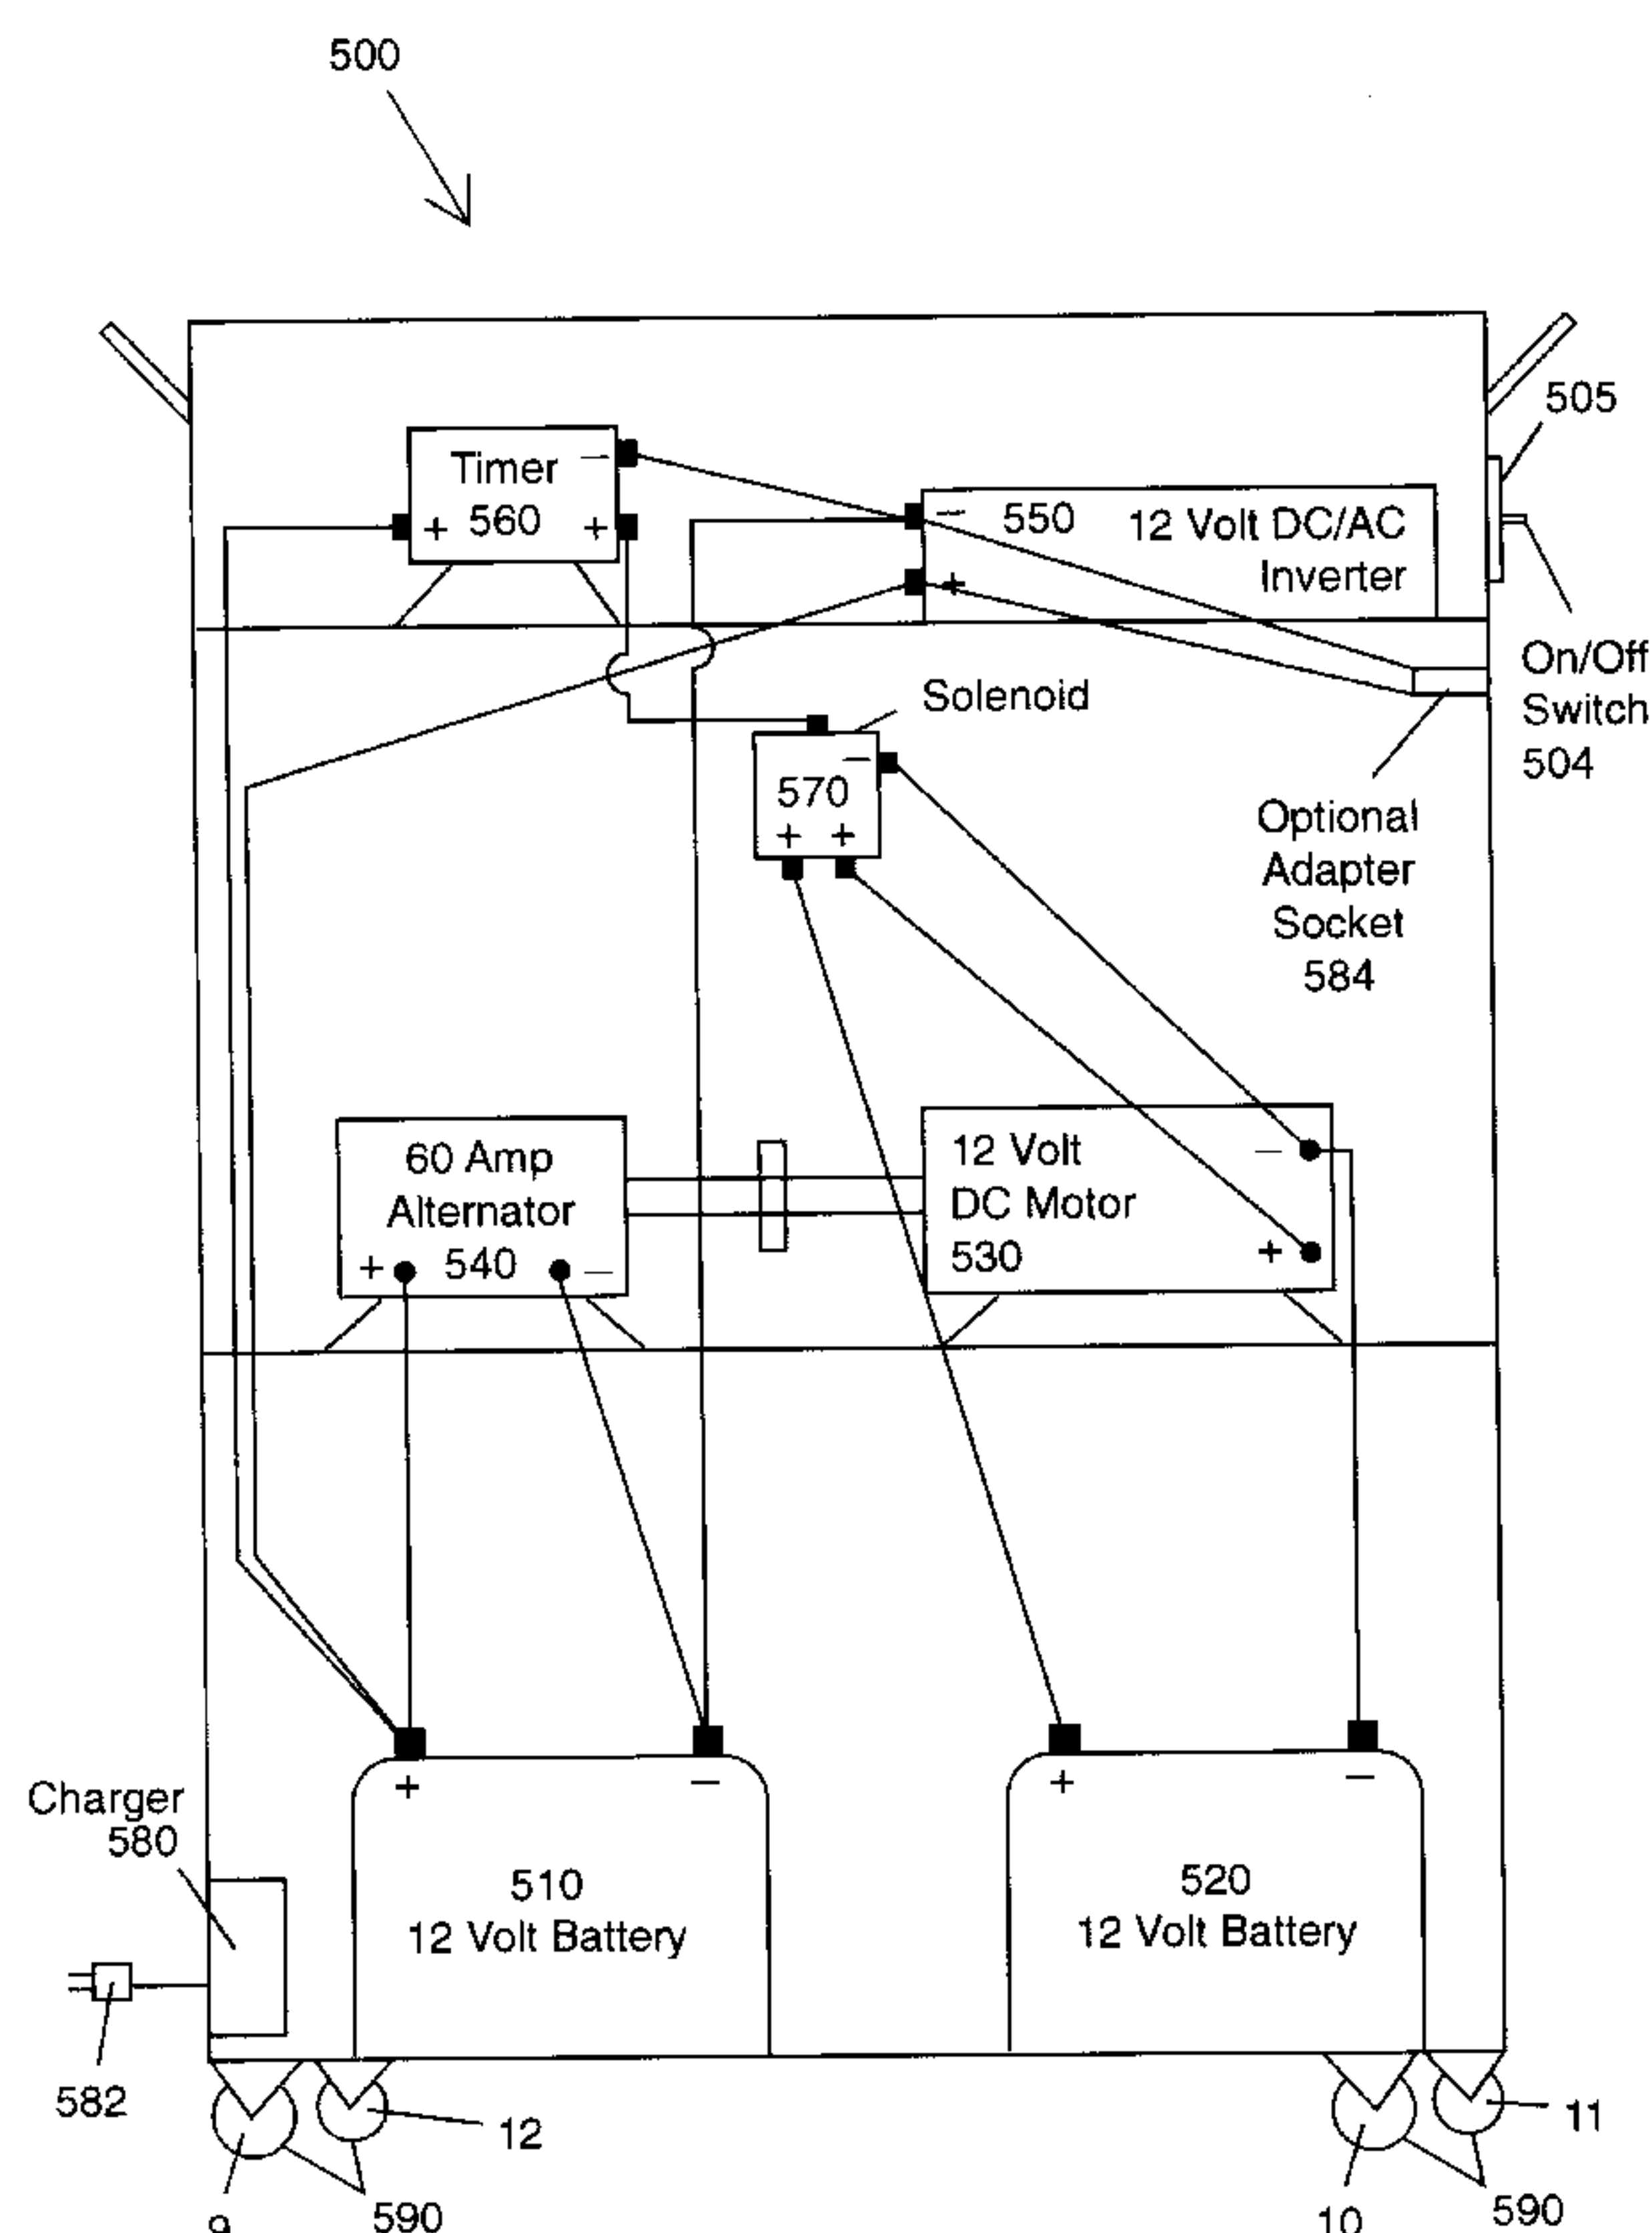 500
505
Timer −
+ 560 +
− 550 12 Volt DC/AC
+ Inverter
On/Off
Switch
504
Solenoid
−
570
+ +
Optional
Adapter
Socket
584
60 Amp
Alternator
+ 540 −
12 Volt −
DC Motor
530 +
+ −
+ −
Charger
580
510
12 Volt Battery
520
12 Volt Battery
582
12
11
9
590
10
590